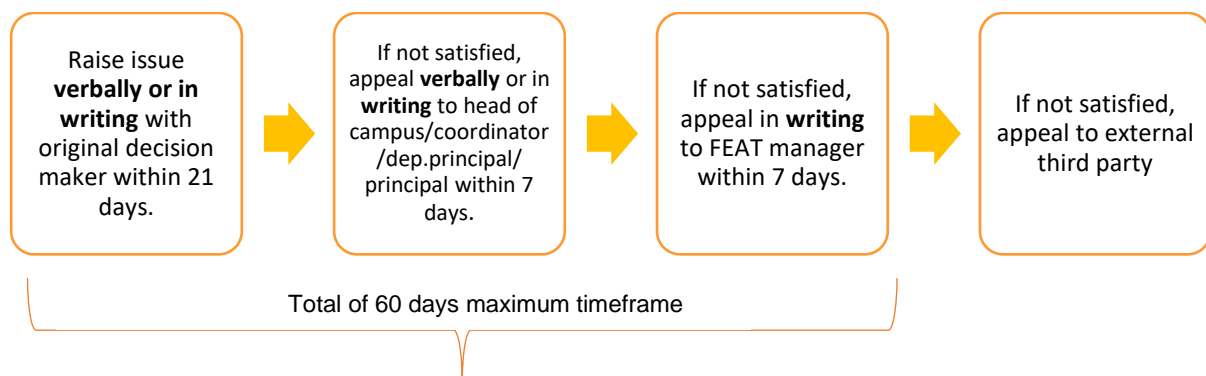 Raise issue
verbally or in
writing with
original decision
maker within 21
days.
If not satisfied,
appeal verbally or in
writing to head of
campus/coordinator
/dep.principal/
principal within 7
days.
If not satisfied,
appeal in writing
to FEAT manager
within 7 days.
If not satisfied,
appeal to external
third party
Total of 60 days maximum timeframe